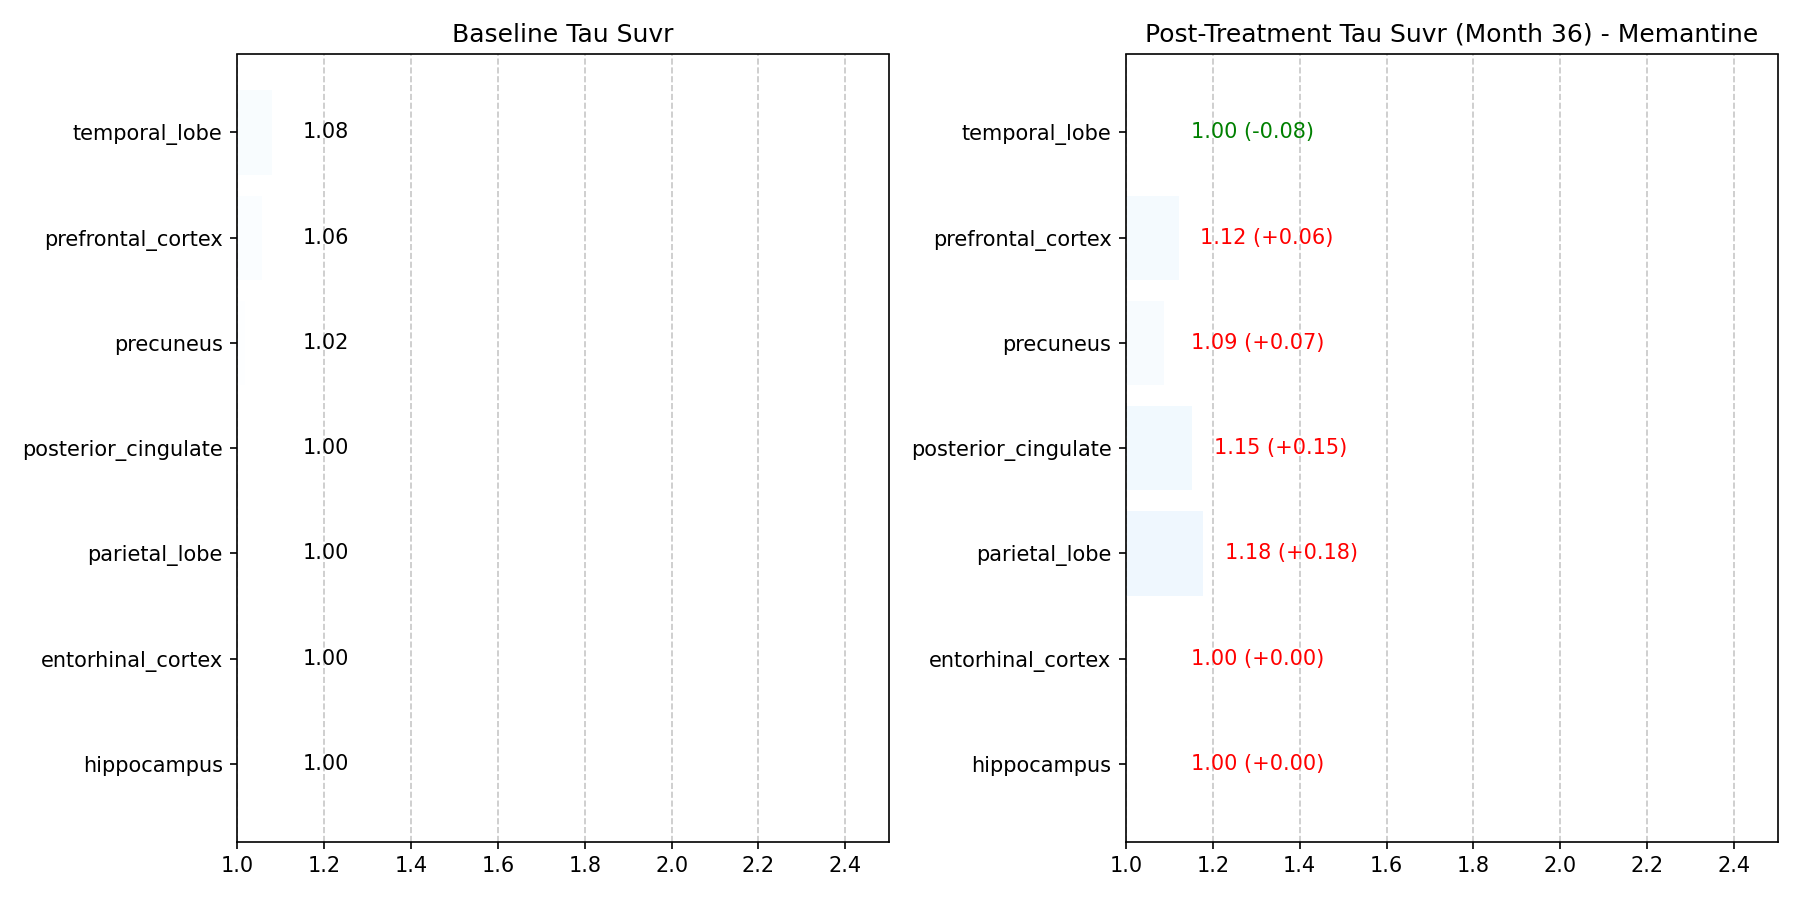 Baseline Tau Suvr
temporal_lobe 1.08
prefrontal_cortex 1.06
precuneus 1.02
posterior_cingulate 1.00
parietal_lobe 1.00
entorhinal_cortex 1.00
hippocampus 1.00
1.0 1.2 1.4 1.6 1.8 2.0 2.2 2.4
Post-Treatment Tau Suvr (Month 36) - Memantine
temporal_lobe 1.00 (-0.08)
prefrontal_cortex 1.12 (+0.06)
precuneus 1.09 (+0.07)
posterior_cingulate 1.15 (+0.15)
parietal_lobe 1.18 (+0.18)
entorhinal_cortex 1.00 (+0.00)
hippocampus 1.00 (+0.00)
1.0 1.2 1.4 1.6 1.8 2.0 2.2 2.4